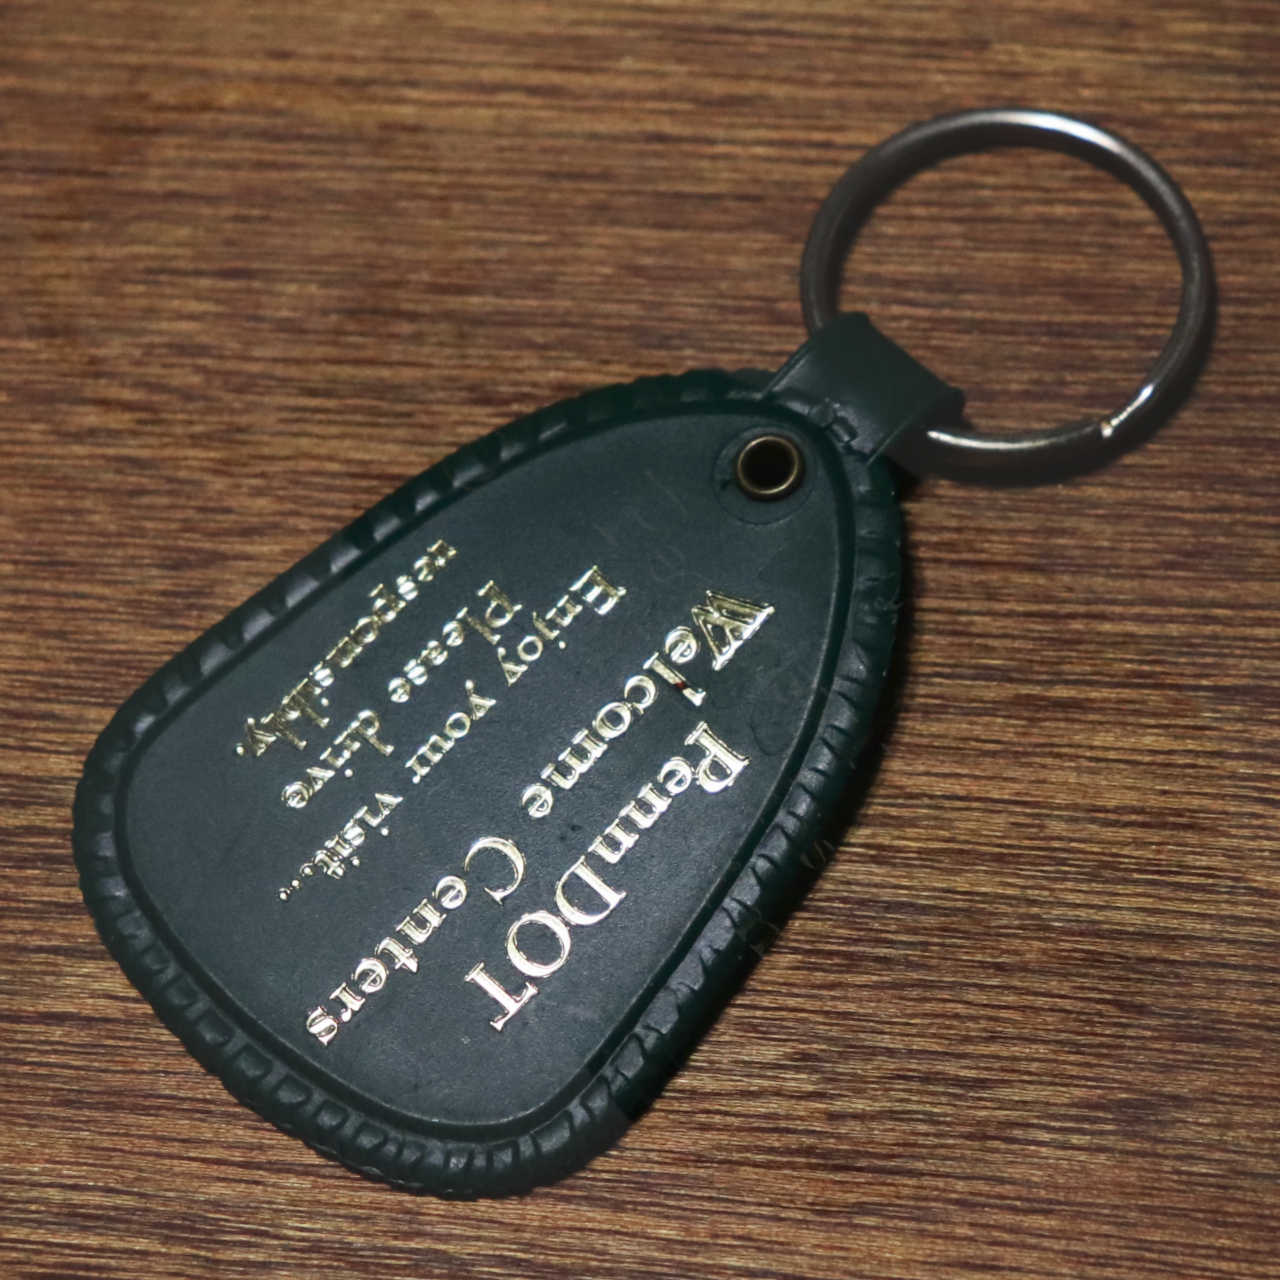 PennDOT
Welcome Centers
Enjoy your visit...
Please drive
responsibly.